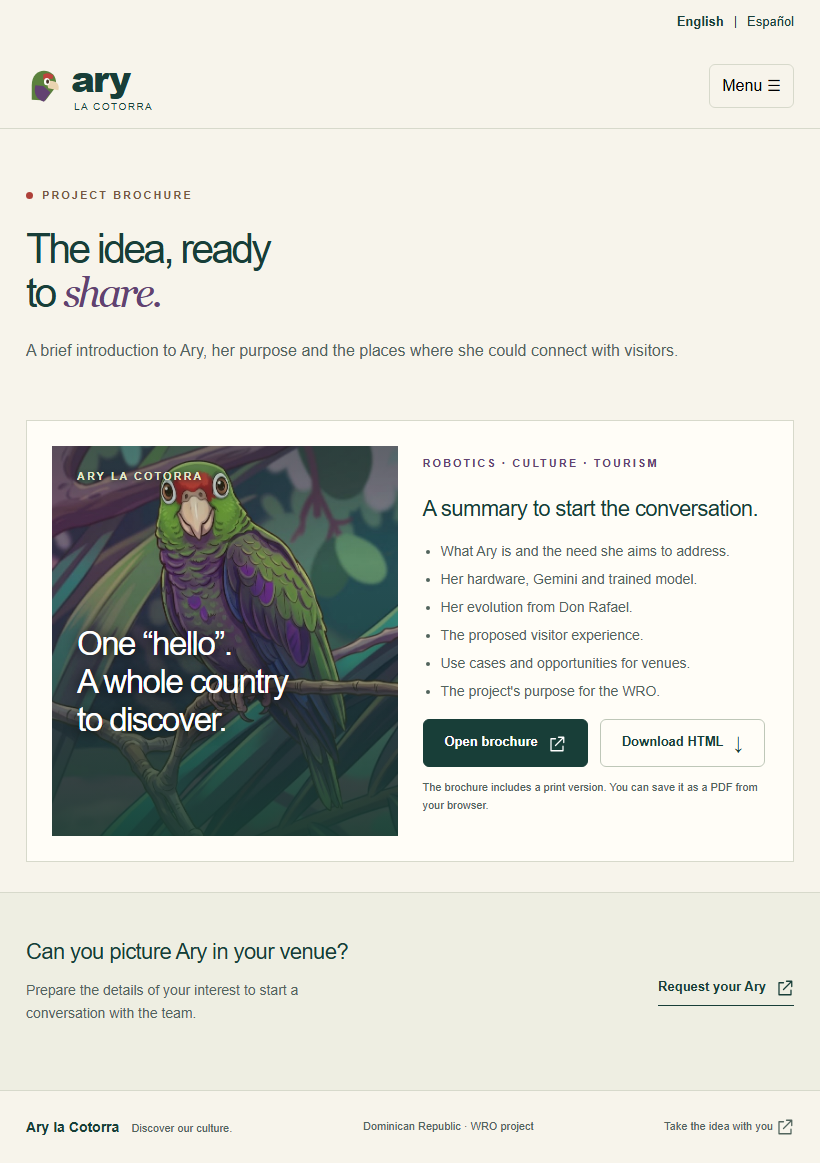 English | Español
ary
LA COTORRA
Menu ☰
PROJECT BROCHURE
The idea, ready
to share.
A brief introduction to Ary, her purpose and the places where she could connect with visitors.
ARY LA COTORRA
One “hello”.
A whole country
to discover.
ROBOTICS · CULTURE · TOURISM
A summary to start the conversation.
• What Ary is and the need she aims to address.
• Her hardware, Gemini and trained model.
• Her evolution from Don Rafael.
• The proposed visitor experience.
• Use cases and opportunities for venues.
• The project's purpose for the WRO.
Open brochure
Download HTML ↓
The brochure includes a print version. You can save it as a PDF from
your browser.
Can you picture Ary in your venue?
Prepare the details of your interest to start a
conversation with the team.
Request your Ary
Ary la Cotorra Discover our culture.
Dominican Republic · WRO project
Take the idea with you